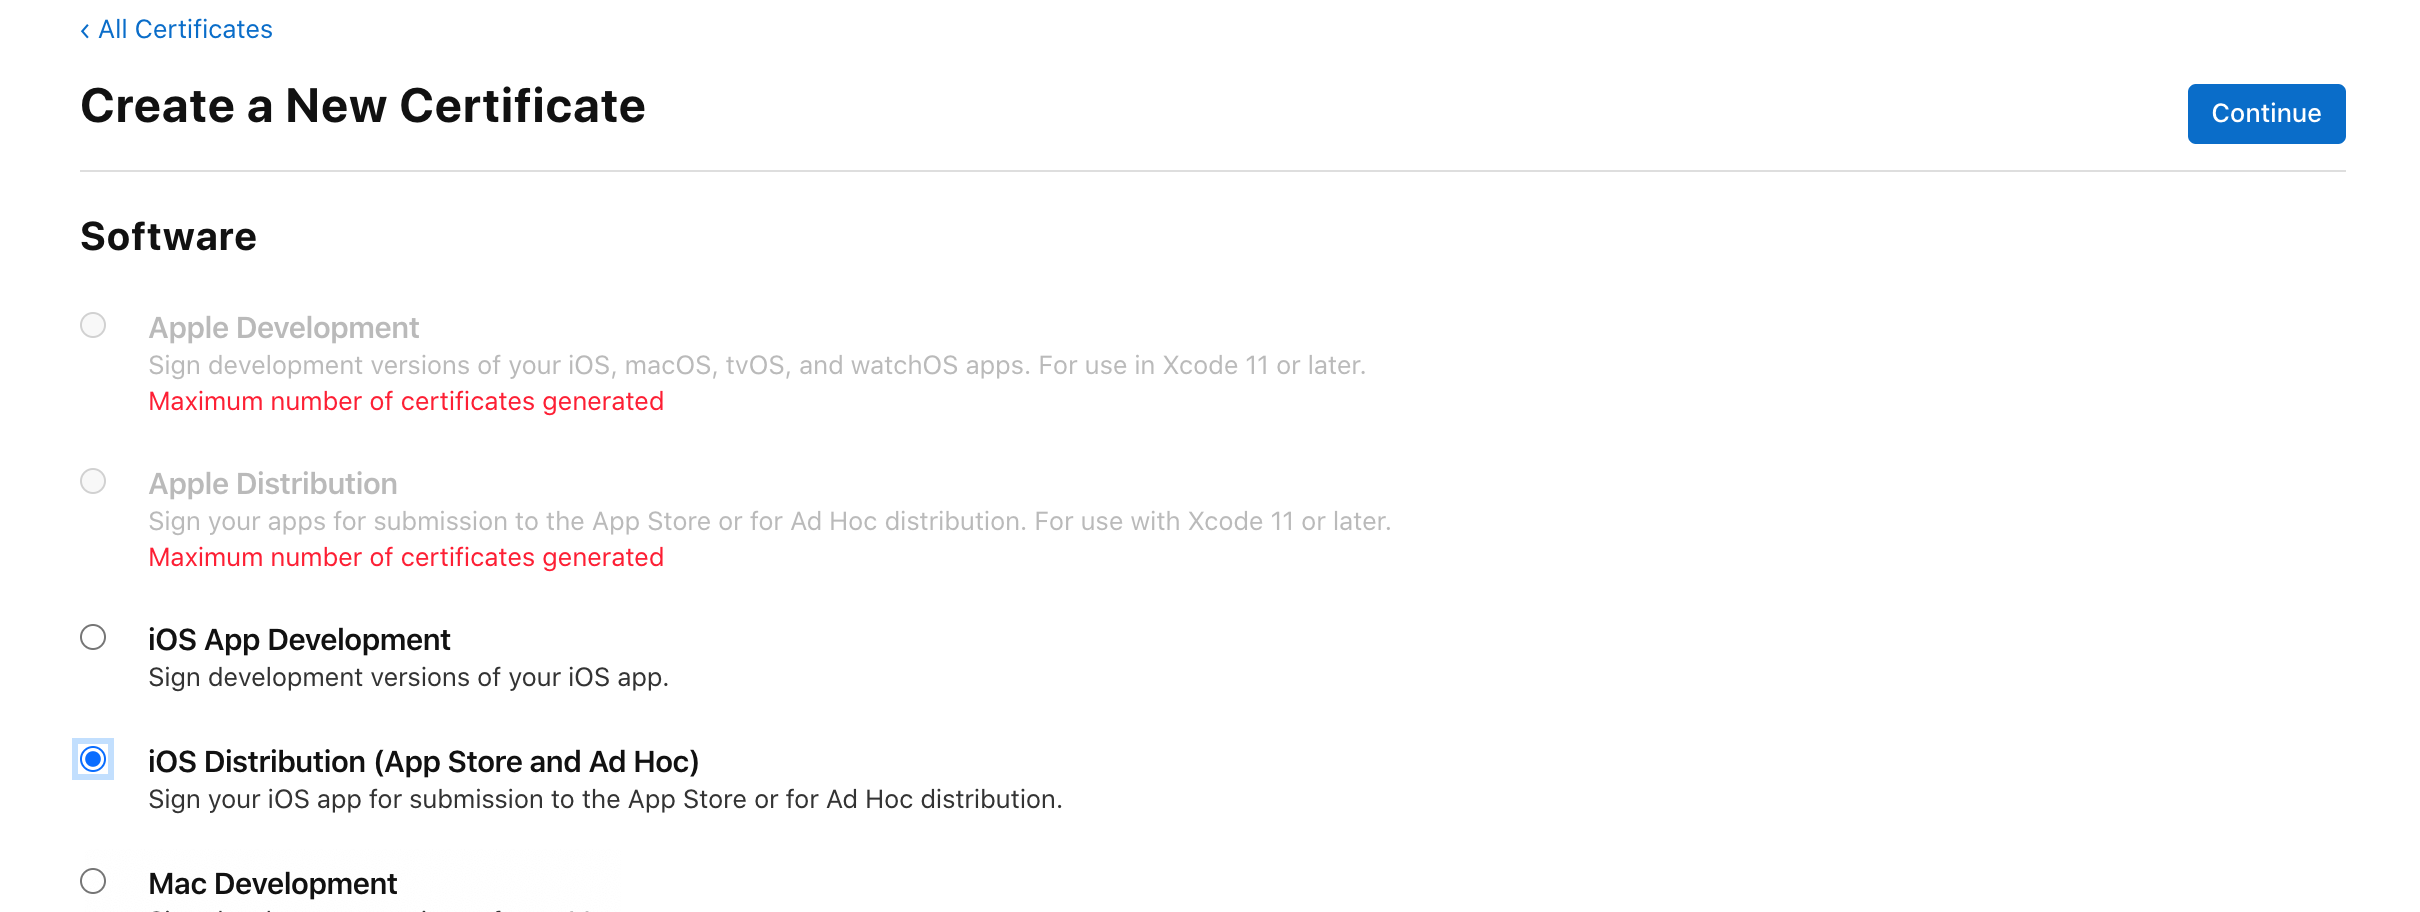 ‹ All Certificates
Create a New Certificate
Continue
Software
Apple Development
Sign development versions of your iOS, macOS, tvOS, and watchOS apps. For use in Xcode 11 or later.
Maximum number of certificates generated
Apple Distribution
Sign your apps for submission to the App Store or for Ad Hoc distribution. For use with Xcode 11 or later.
Maximum number of certificates generated
iOS App Development
Sign development versions of your iOS app.
iOS Distribution (App Store and Ad Hoc)
Sign your iOS app for submission to the App Store or for Ad Hoc distribution.
Mac Development